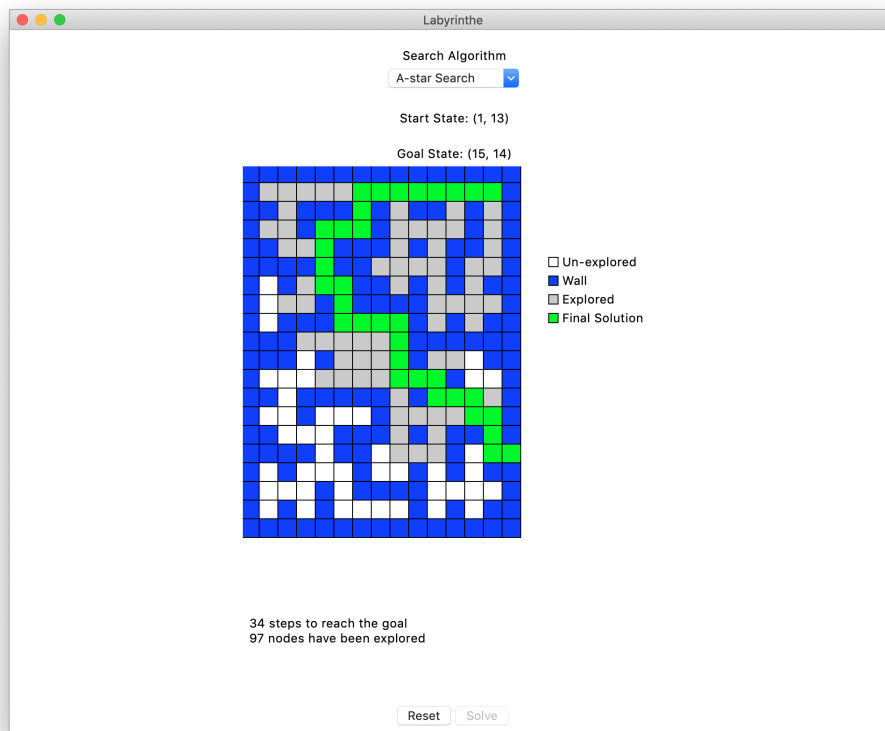 Labyrinthe
Search Algorithm
A-star Search
Start State: (1, 13)
Goal State: (15, 14)
Un-explored
Wall
Explored
Final Solution
34 steps to reach the goal
97 nodes have been explored
Reset Solve